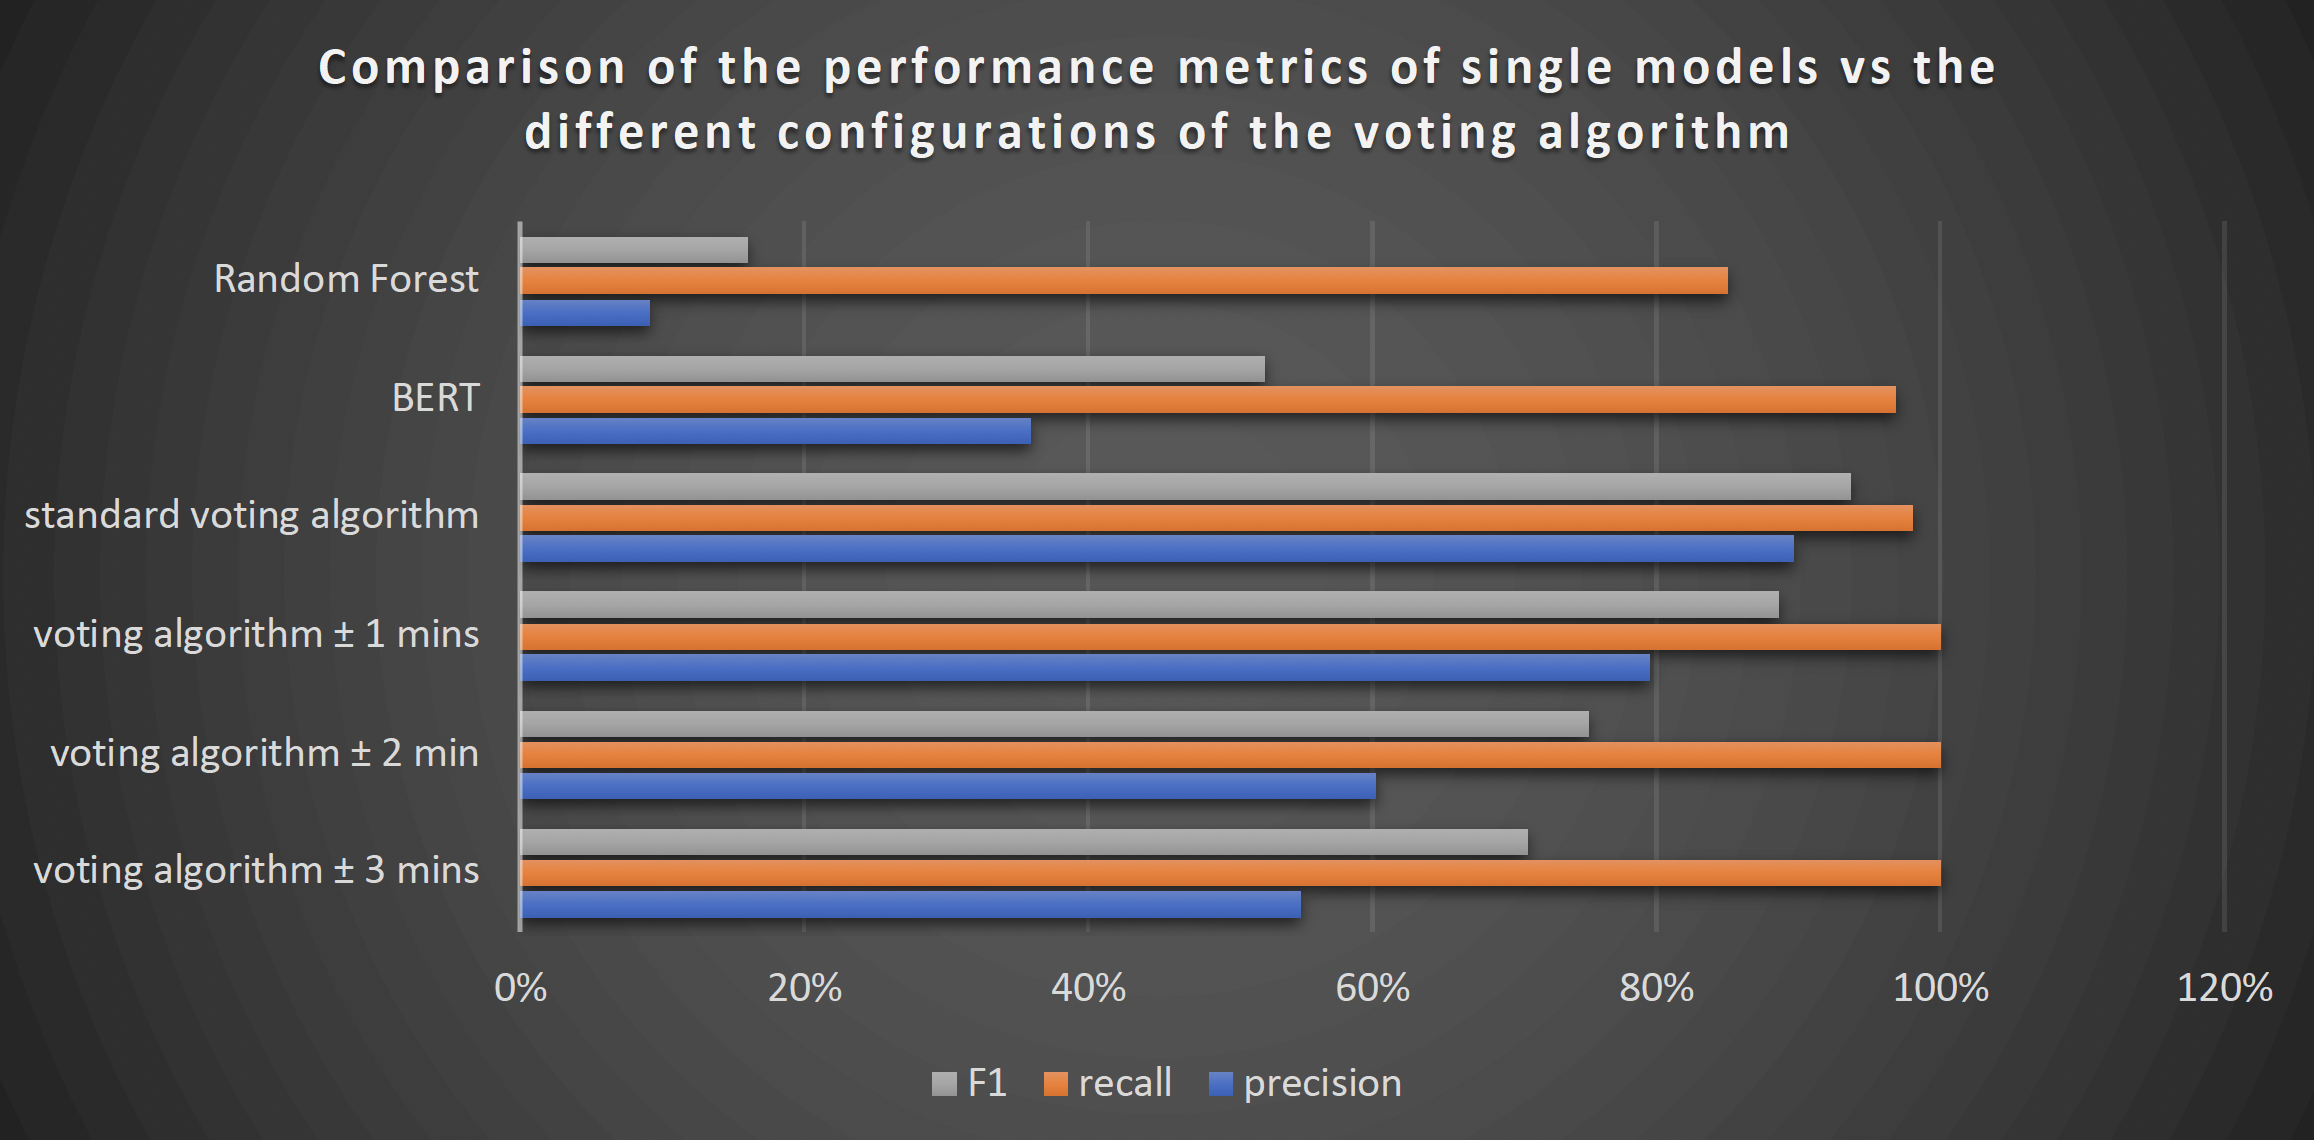 Comparison of the performance metrics of single models vs the
different configurations of the voting algorithm
Random Forest
BERT
standard voting algorithm
voting algorithm ± 1 mins
voting algorithm ± 2 min
voting algorithm ± 3 mins
0% 20% 40% 60% 80% 100% 120%
F1 recall precision